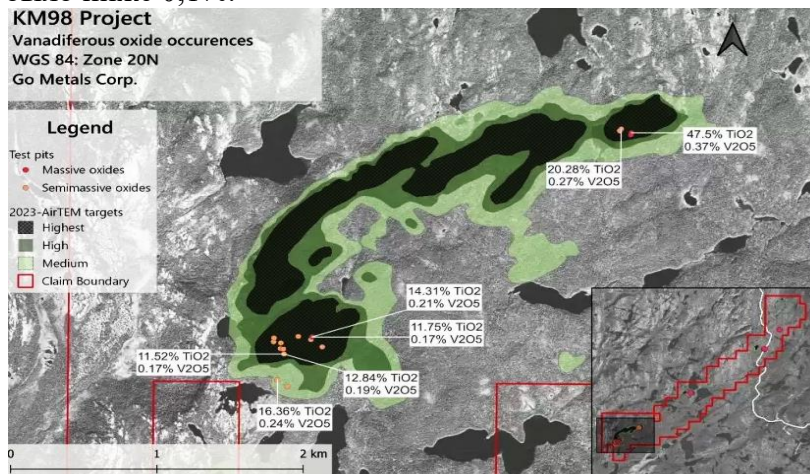 KM98 Project
Vanadiferous oxide occurences
WGS 84: Zone 20N
Go Metals Corp.
Legend
Test pits
Massive oxides
Semimassive oxides
2023-AirTEM targets
Highest
High
Medium
Claim Boundary
47.5% TiO2
0.37% V2O5
20.28% TiO2
0.27% V2O5
14.31% TiO2
0.21% V2O5
11.75% TiO2
0.17% V2O5
11.52% TiO2
0.17% V2O5
12.84% TiO2
0.19% V2O5
16.36% TiO2
0.24% V2O5
0 1 2 km